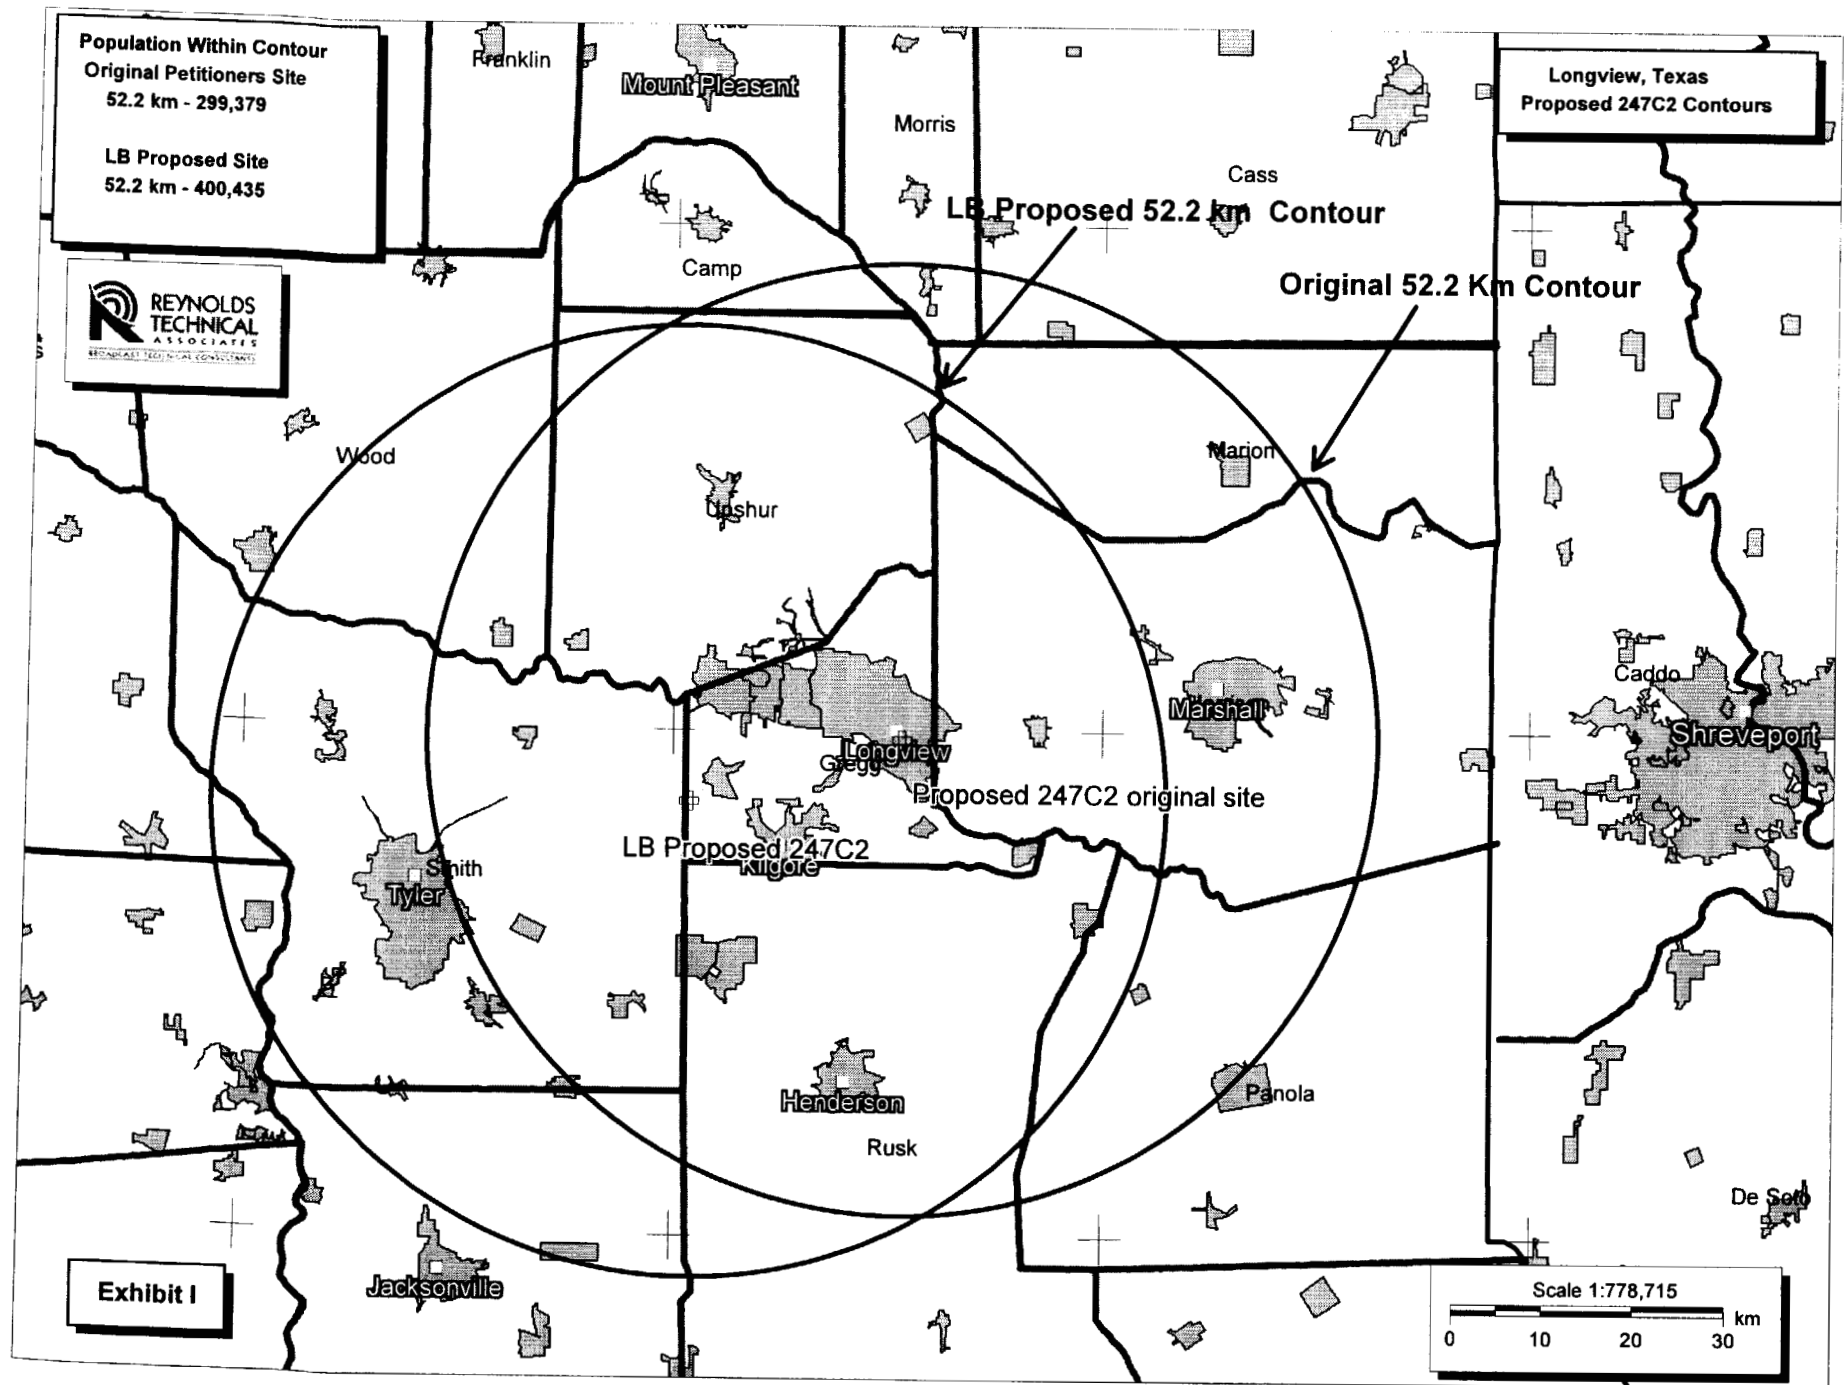 Population Within Contour
Original Petitioners Site
52.2 km - 299,379
LB Proposed Site
52.2 km - 400,435
Longview, Texas
Proposed 247C2 Contours
Franklin
Mount Pleasant
Morris
Cass
LB Proposed 52.2 km Contour
Camp
Original 52.2 Km Contour
REYNOLDS
TECHNICAL
ASSOCIATES
BROADCAST TECHNICAL CONSULTANTS
Wood
Marion
Upshur
Caddo
Marshall
Shreveport
Longview
Gregg
Proposed 247C2 original site
LB Proposed 247C2
Kilgore
Smith
Tyler
Panola
Henderson
Rusk
De Soto
Jacksonville
Exhibit I
Scale 1:778,715
km
0 10 20 30